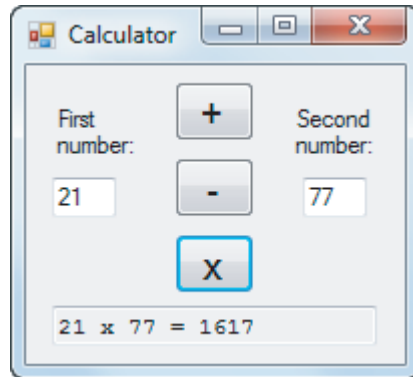 Calculator
First
number:
21
+
-
x
Second
number:
77
21 x 77 = 1617